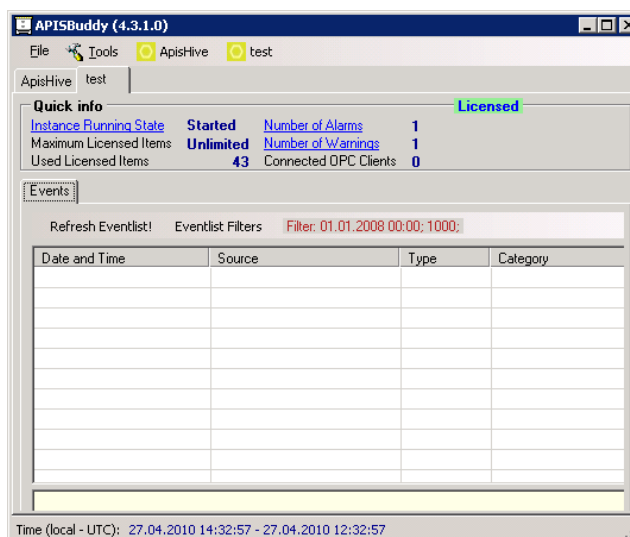 APISBuddy (4.3.1.0)
File Tools ApisHive test
ApisHive test
Quick info Licensed
Instance Running State Started Number of Alarms 1
Maximum Licensed Items Unlimited Number of Warnings 1
Used Licensed Items 43 Connected OPC Clients 0
Events
Refresh Eventlist! Eventlist Filters Filter: 01.01.2008 00:00; 1000;
Date and Time Source Type Category
Time (local - UTC): 27.04.2010 14:32:57 - 27.04.2010 12:32:57